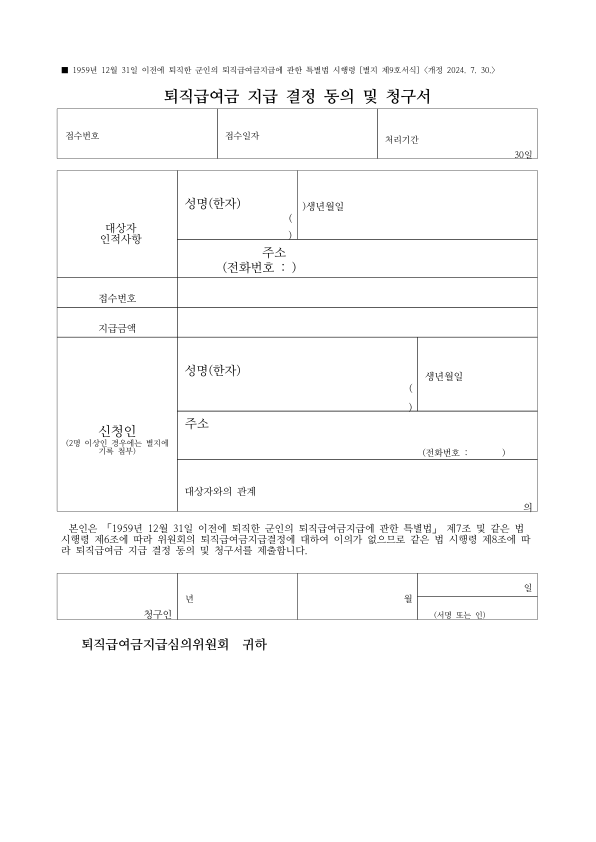 ■ 1959년 12월 31일 이전에 퇴직한 군인의 퇴직급여금지급에 관한 특별법 시행령 [별지 제9호서식] <개정 2024. 7. 30.>
퇴직급여금 지급 결정 동의 및 청구서
접수번호
접수일자
처리기간
30일
대상자
인적사항
성명(한자)
(
)
)생년월일
주소
(전화번호 : )
접수번호
지급금액
신청인
(2명 이상인 경우에는 별지에
기록 첨부)
성명(한자)
(
)
생년월일
주소
(전화번호 : )
대상자와의 관계
의
본인은 「1959년 12월 31일 이전에 퇴직한 군인의 퇴직급여금지급에 관한 특별법」 제7조 및 같은 법
시행령 제6조에 따라 위원회의 퇴직급여금지급결정에 대하여 이의가 없으므로 같은 법 시행령 제8조에 따
라 퇴직급여금 지급 결정 동의 및 청구서를 제출합니다.
청구인
년
월
일
(서명 또는 인)
퇴직급여금지급심의위원회 귀하